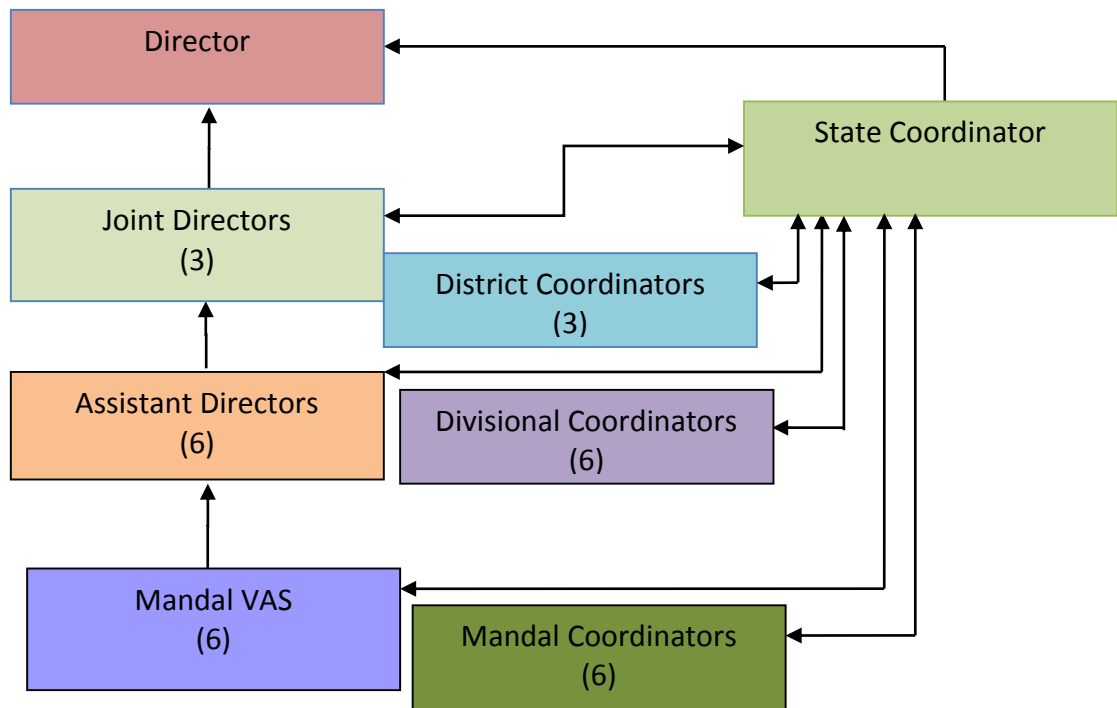 Director
State Coordinator
Joint Directors
(3)
District Coordinators
(3)
Assistant Directors
(6)
Divisional Coordinators
(6)
Mandal VAS
(6)
Mandal Coordinators
(6)